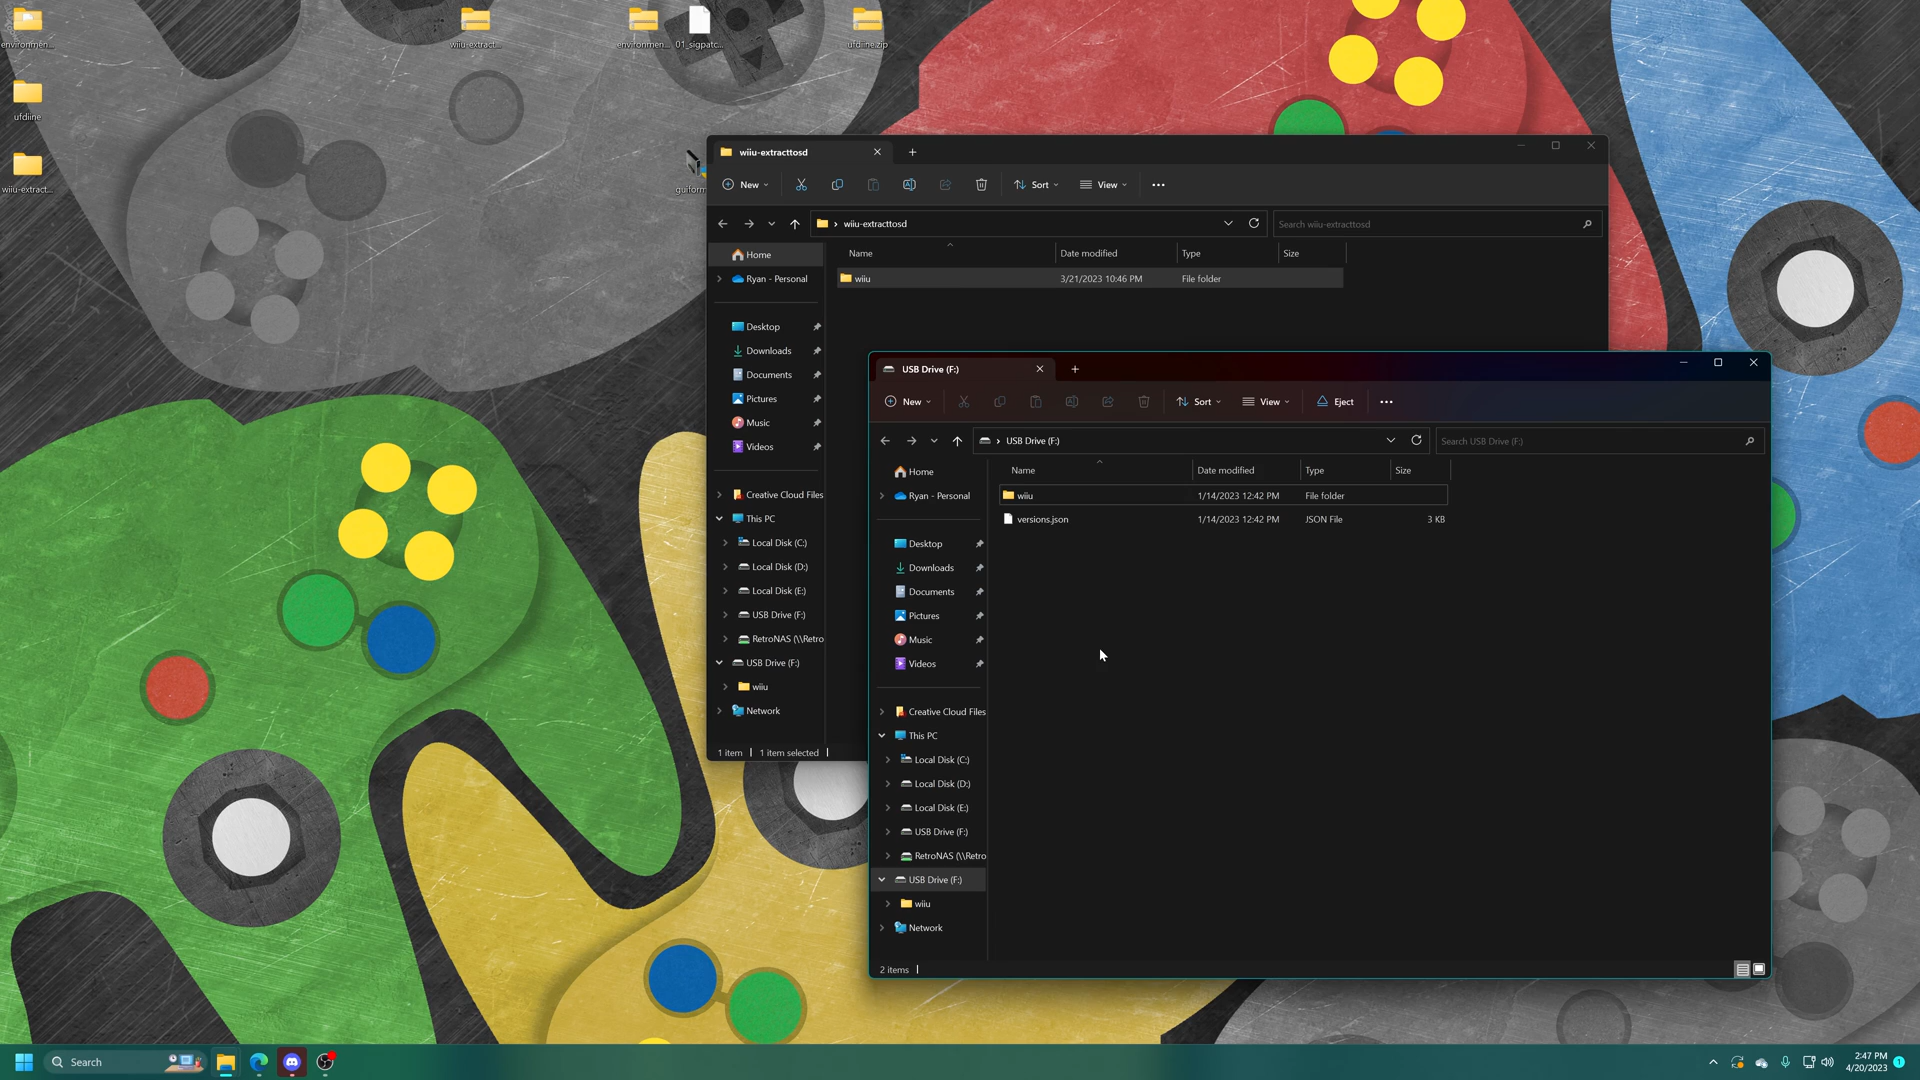 environmen...
wiiu-extract...
environmen...
01_sigpatc...
ufdiine.zip
ufdiine
wiiu-extract...
guiform
wiiu-extracttosd
New
Sort
View
wiiu-extracttosd
Search wiiu-extracttosd
Name
Date modified
Type
Size
wiiu
3/21/2023 10:46 PM
File folder
Home
Ryan - Personal
Desktop
Downloads
Documents
Pictures
Music
Videos
Creative Cloud Files
This PC
Local Disk (C:)
Local Disk (D:)
Local Disk (E:)
USB Drive (F:)
RetroNAS (\\Retro
USB Drive (F:)
wiiu
Network
1 item
1 item selected
USB Drive (F:)
New
Sort
View
Eject
USB Drive (F:)
Search USB Drive (F:)
Name
Date modified
Type
Size
wiiu
1/14/2023 12:42 PM
File folder
versions.json
1/14/2023 12:42 PM
JSON File
3 KB
Home
Ryan - Personal
Desktop
Downloads
Documents
Pictures
Music
Videos
Creative Cloud Files
This PC
Local Disk (C:)
Local Disk (D:)
Local Disk (E:)
USB Drive (F:)
RetroNAS (\\Retro
USB Drive (F:)
wiiu
Network
2 items
Search
2:47 PM
4/20/2023
1